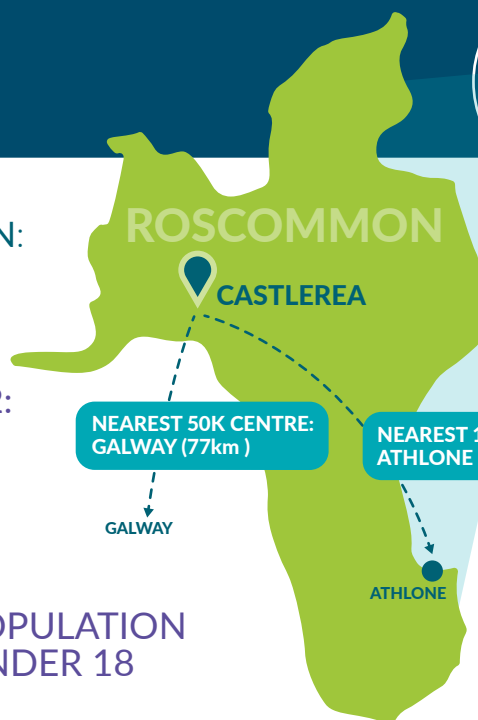 ROSCOMMON
N:
CASTLEREA
R:
NEAREST 50K CENTRE:
GALWAY (77km )
NEAREST 1
ATHLONE
GALWAY
ATHLONE
OPULATION
NDER 18